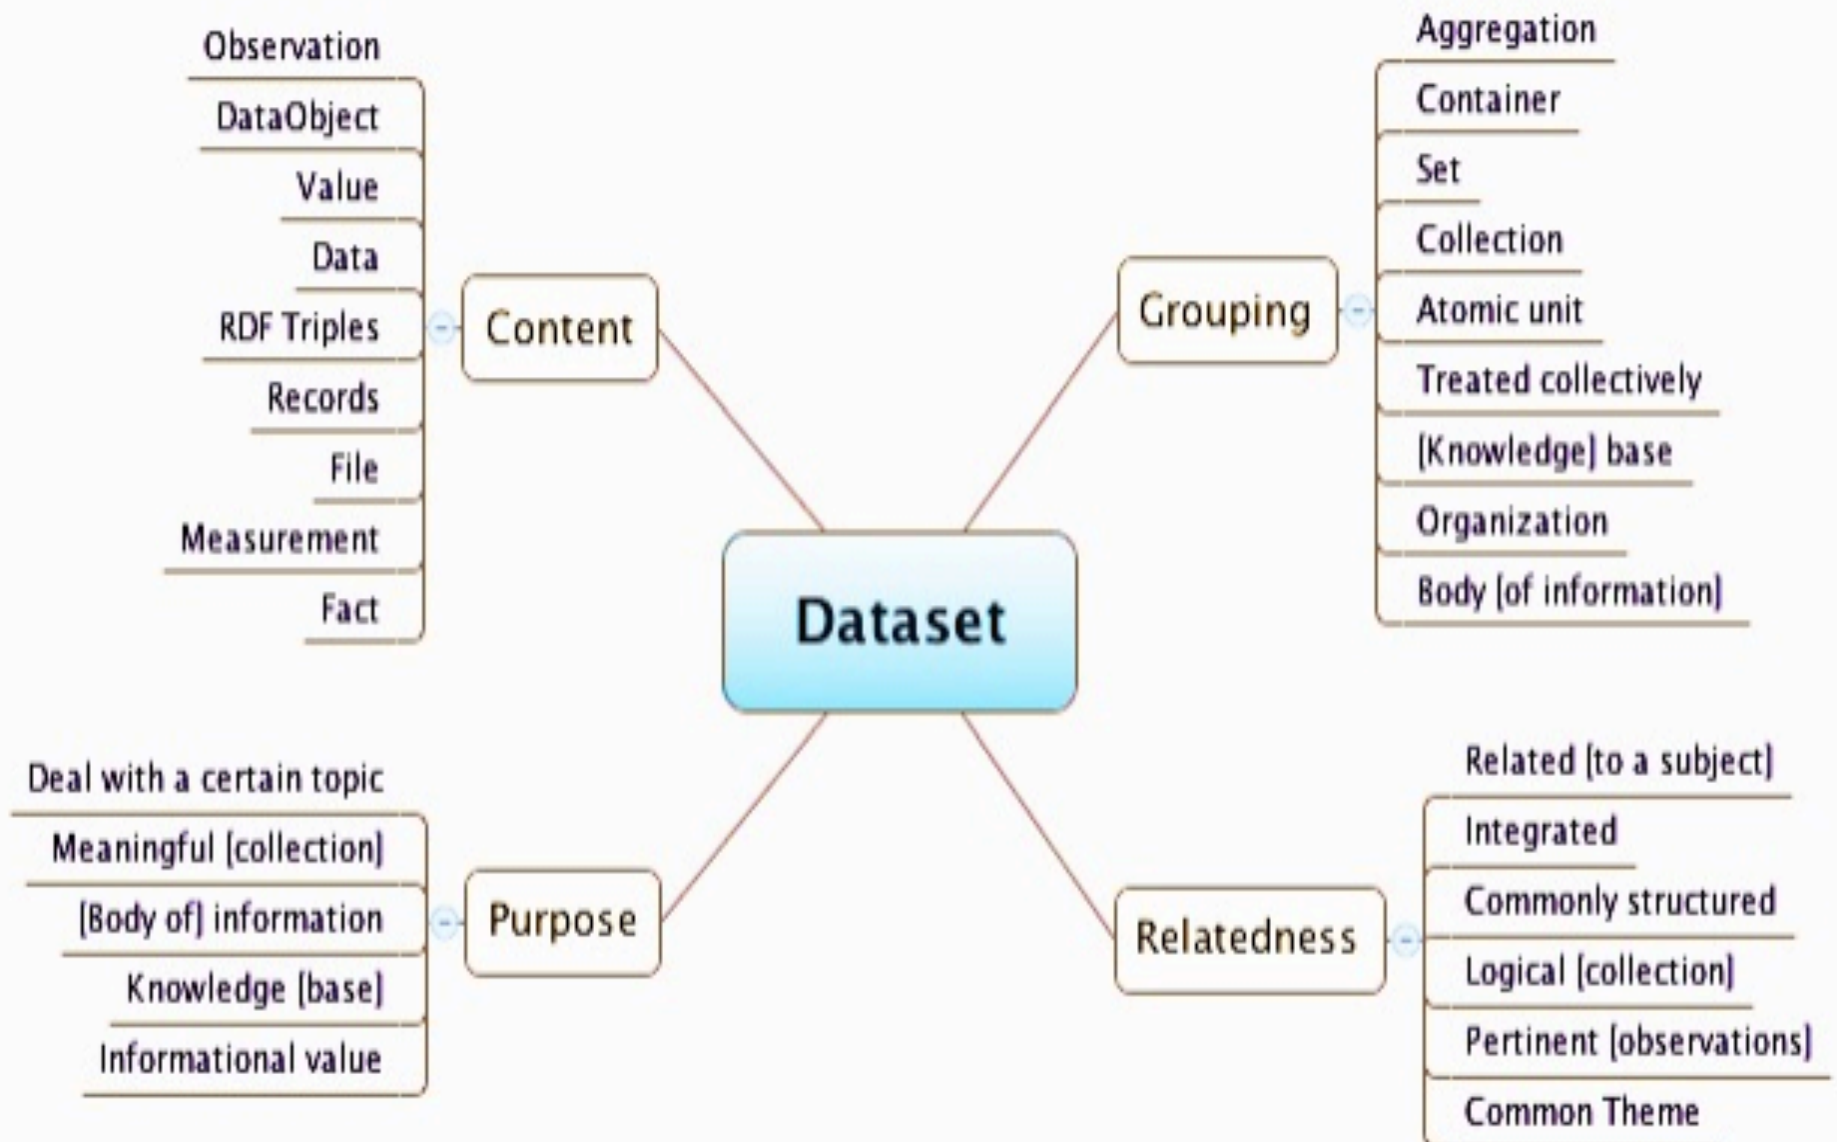 Observation
DataObject
Value
Data
RDF Triples
Records
File
Measurement
Fact
Content
Aggregation
Container
Set
Collection
Atomic unit
Treated collectively
(Knowledge) base
Organization
Body (of information)
Grouping
Dataset
Deal with a certain topic
Meaningful (collection)
(Body of) information
Knowledge (base)
Informational value
Purpose
Related (to a subject)
Integrated
Commonly structured
Logical (collection)
Pertinent (observations)
Common Theme
Relatedness